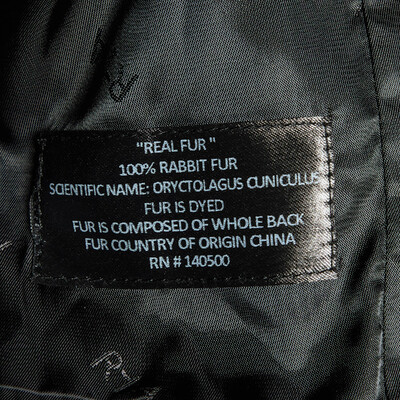 "REAL FUR "
100% RABBIT FUR
SCIENTIFIC NAME: ORYCTOLAGUS CUNICULUS
FUR IS DYED
FUR IS COMPOSED OF WHOLE BACK
FUR COUNTRY OF ORIGIN CHINA
RN # 140500